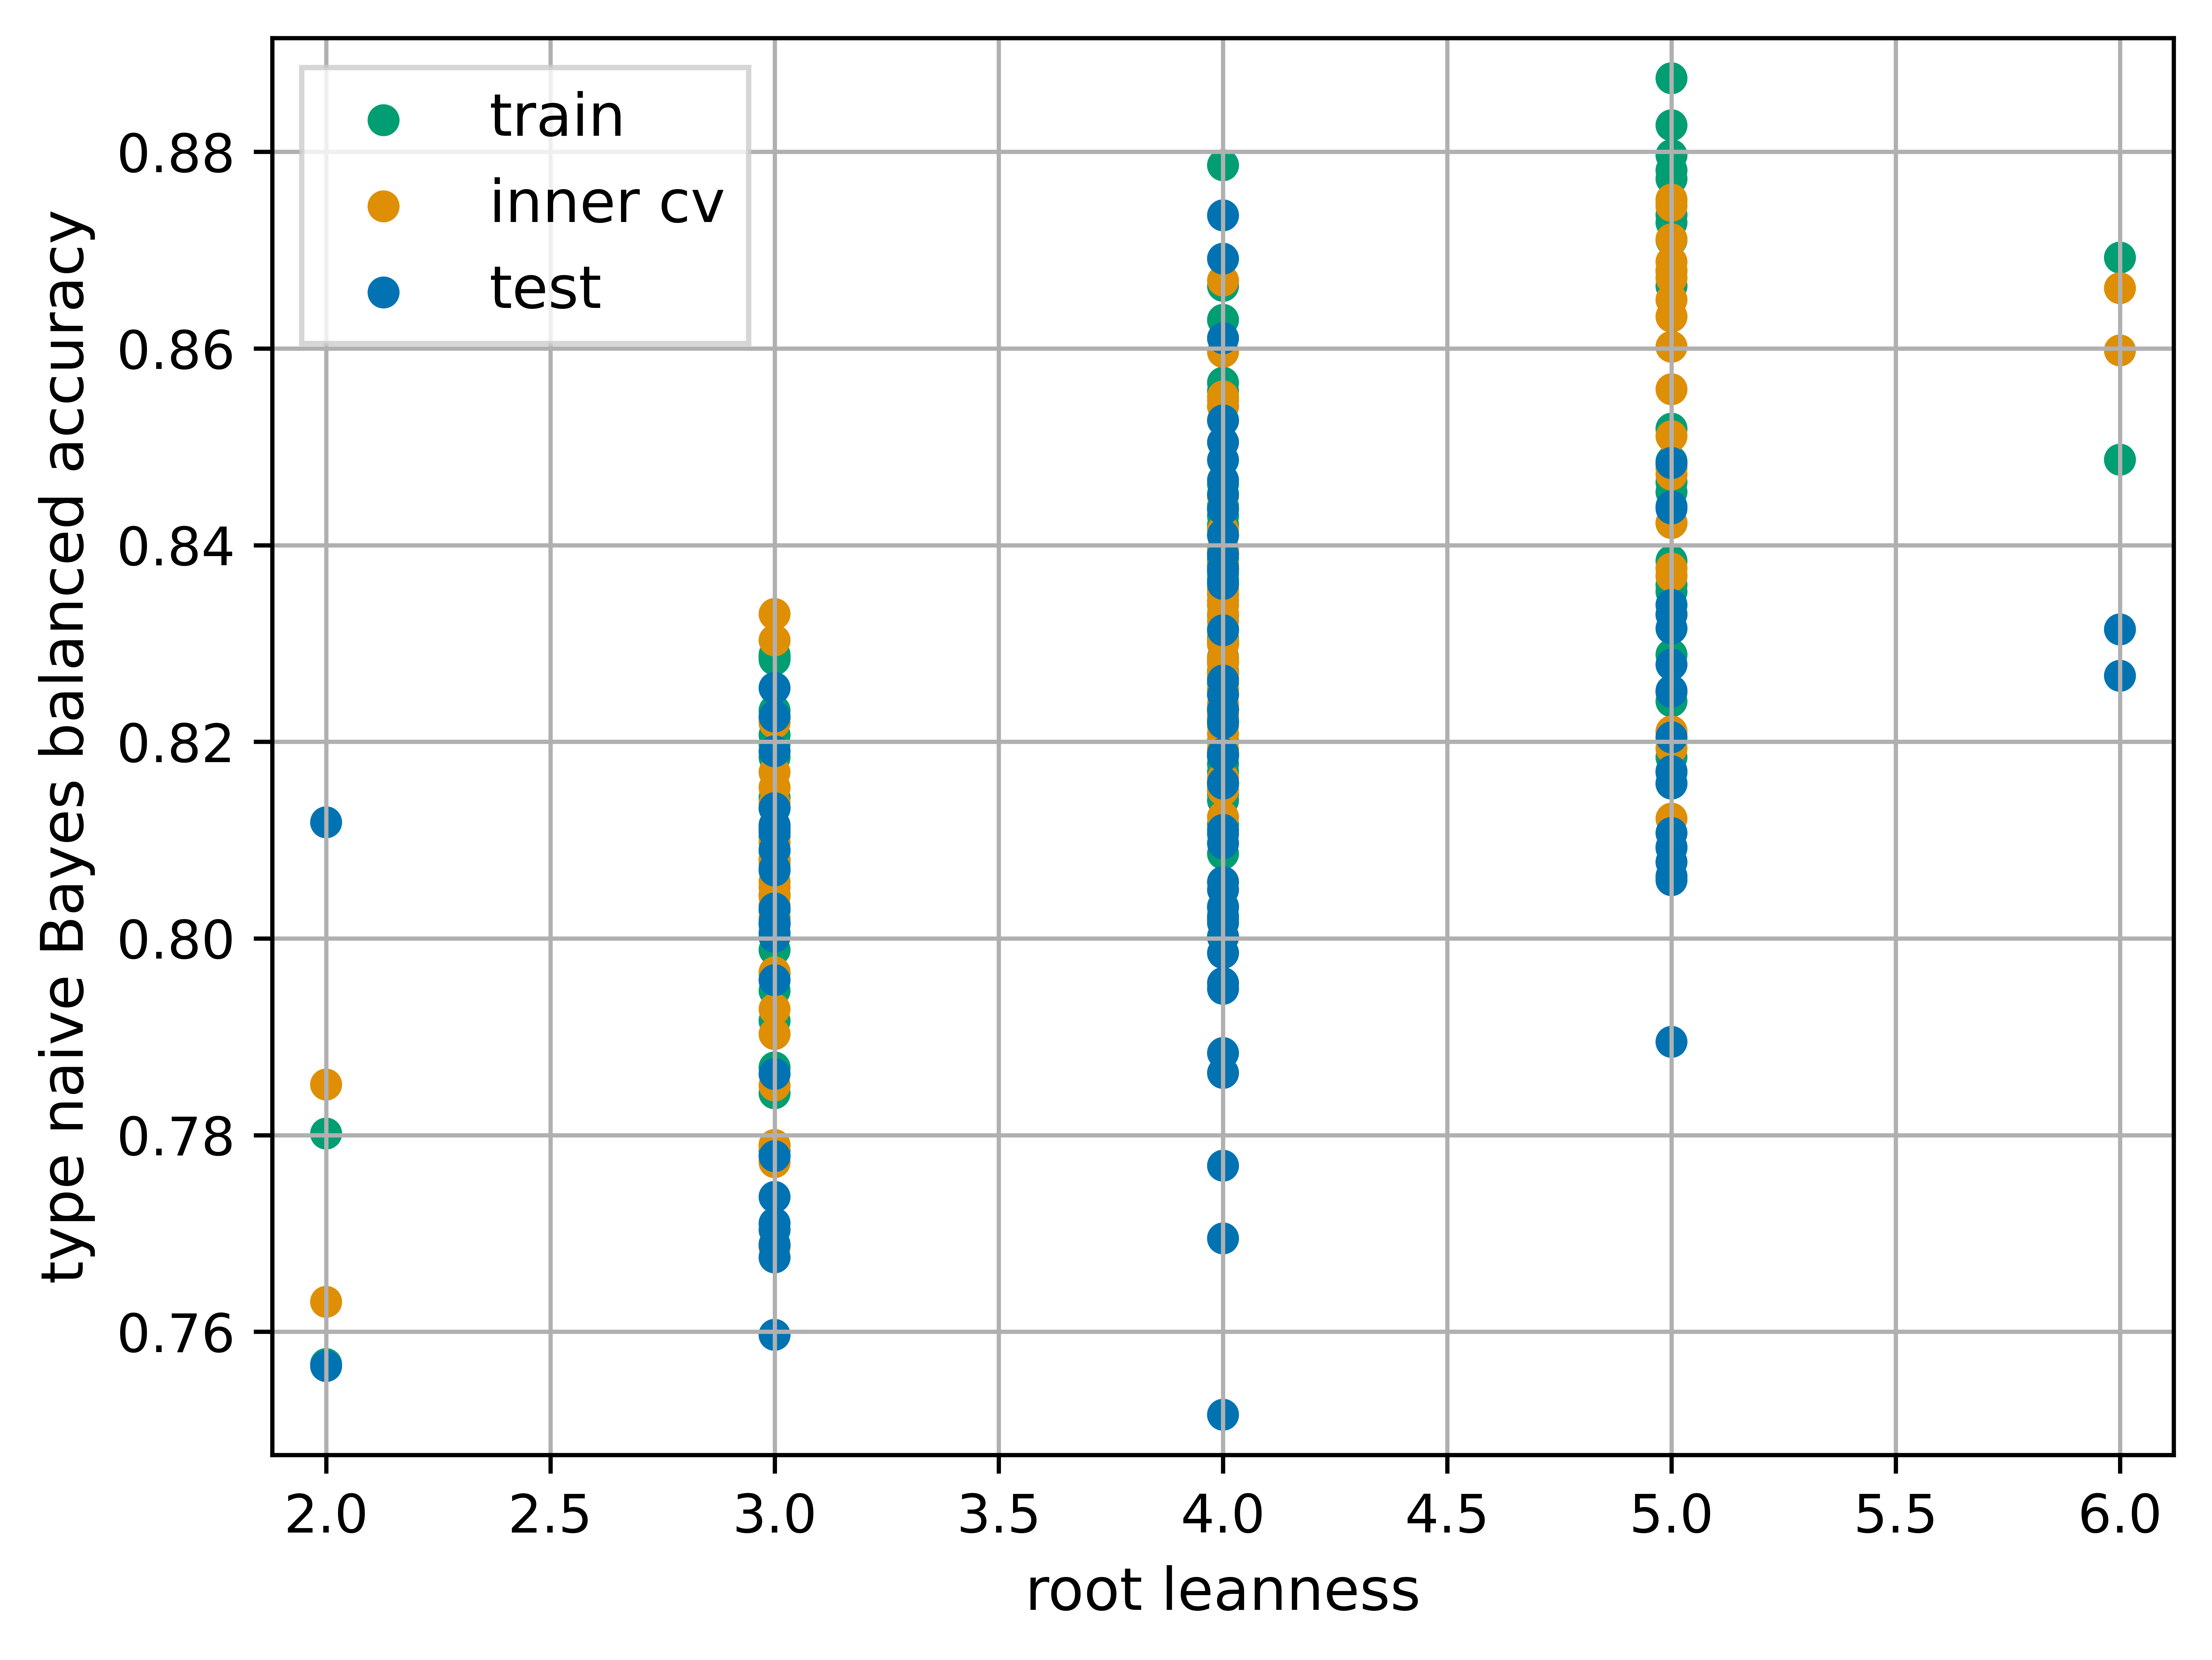 train
inner cv
test
0.88
0.86
0.84
0.82
0.80
0.78
0.76
type naive Bayes balanced accuracy
2.0 2.5 3.0 3.5 4.0 4.5 5.0 5.5 6.0
root leanness